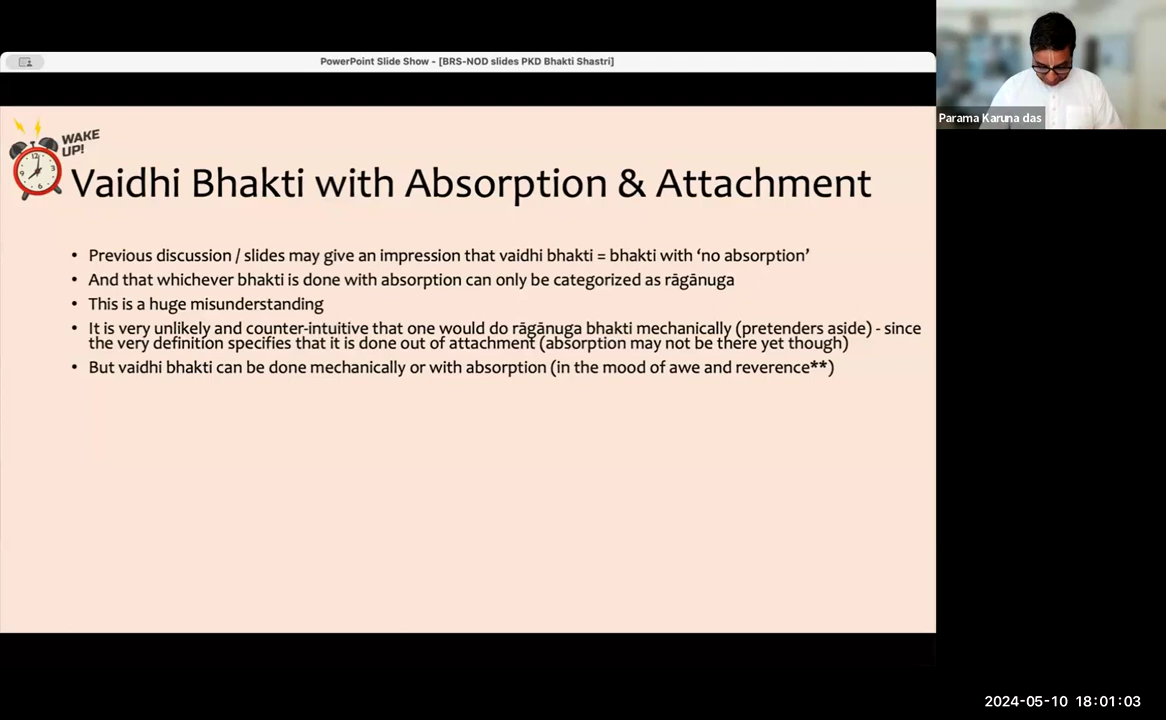 PowerPoint Slide Show - [BRS-NOD slides PKD Bhakti Shastri]
Parama Karuna das
WAKE
UP!
Vaidhi Bhakti with Absorption & Attachment
• Previous discussion / slides may give an impression that vaidhi bhakti = bhakti with ‘no absorption’
• And that whichever bhakti is done with absorption can only be categorized as rāgānuga
• This is a huge misunderstanding
• It is very unlikely and counter-intuitive that one would do rāgānuga bhakti mechanically (pretenders aside) - since
the very definition specifies that it is done out of attachment (absorption may not be there yet though)
• But vaidhi bhakti can be done mechanically or with absorption (in the mood of awe and reverence**)
2024-05-10 18:01:03